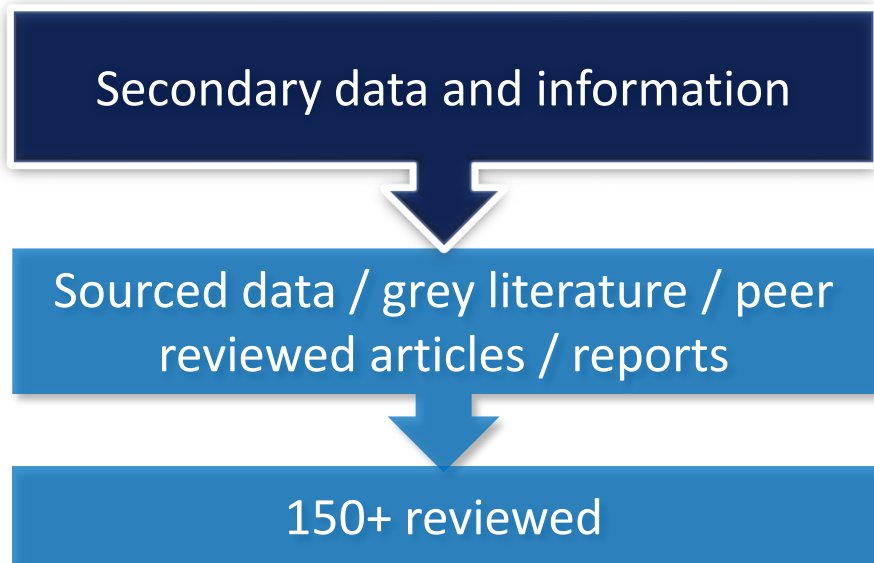 Secondary data and information
Sourced data / grey literature / peer
reviewed articles / reports
150+ reviewed